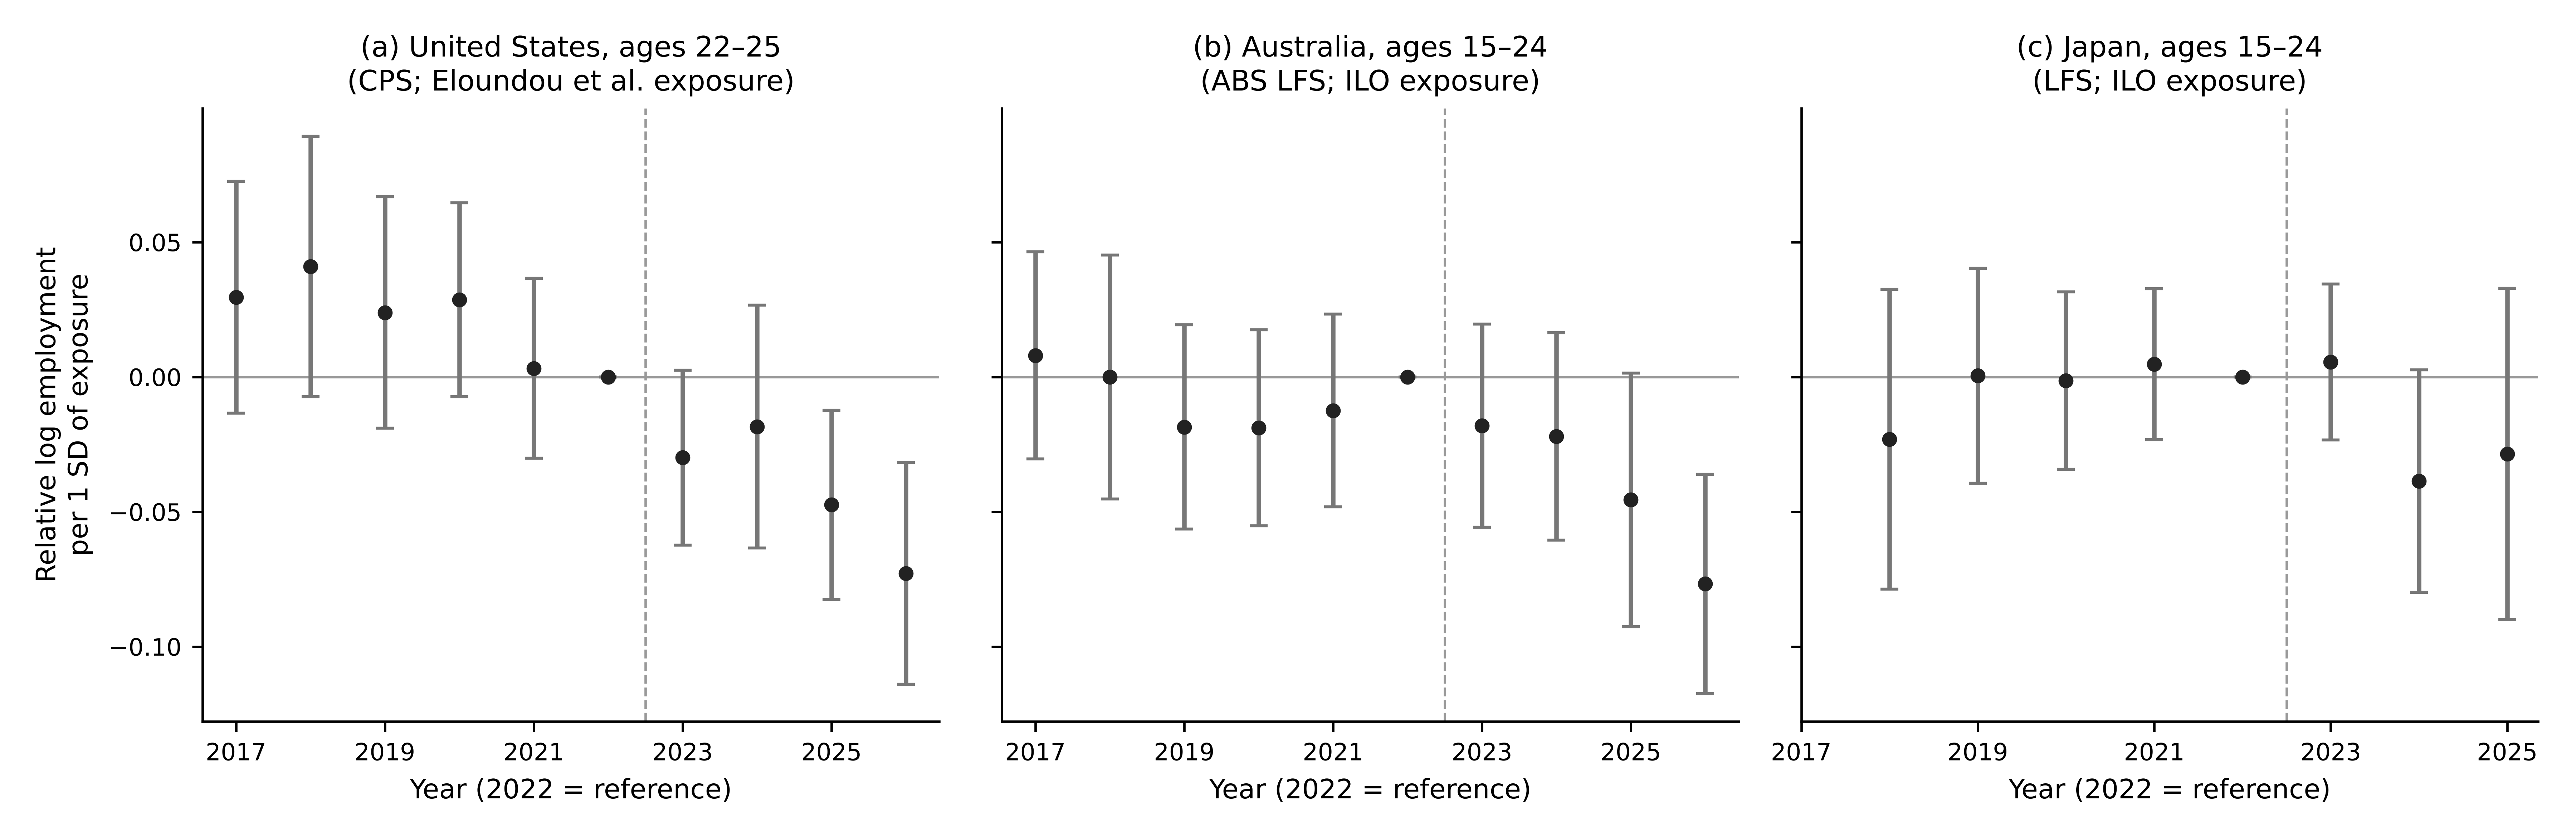 (a) United States, ages 22–25
(CPS; Eloundou et al. exposure)
(b) Australia, ages 15–24
(ABS LFS; ILO exposure)
(c) Japan, ages 15–24
(LFS; ILO exposure)
Relative log employment
per 1 SD of exposure
0.05
0.00
−0.05
−0.10
2017 2019 2021 2023 2025
Year (2022 = reference)
2017 2019 2021 2023 2025
Year (2022 = reference)
2017 2019 2021 2023 2025
Year (2022 = reference)